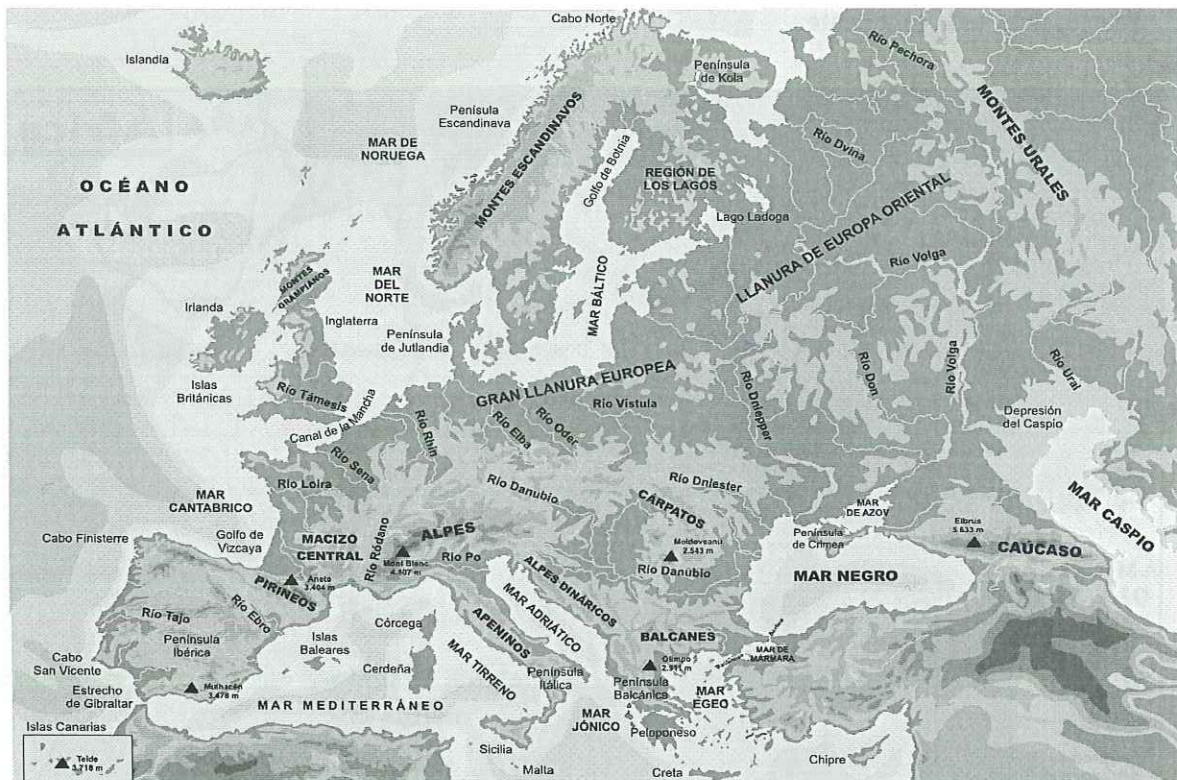 Cabo Norte
Islandia
Península
de Kola
Río Pechora
MONTES URALES
Penísula
Escandinava
MAR DE
NORUEGA
MONTES ESCANDINAVOS
Golfo de Botnia
REGIÓN DE
LOS LAGOS
Río Dvina
OCÉANO
ATLÁNTICO
Lago Ladoga
LLANURA DE EUROPA ORIENTAL
Río Volga
MONTES
GRAMPIANOS
MAR
DEL
NORTE
MAR BÁLTICO
Irlanda
Inglaterra
Península
de Jutlandia
Islas
Británicas
Río Támesis
Canal de la Mancha
GRAN LLANURA EUROPEA
Río Rhin
Río Elba
Río Oder
Río Vistula
Río Dniepper
Río Don
Río Volga
Río Ural
Depresión
del Caspio
Río Sena
Río Loira
Río Danubio
Río Dniester
CÁRPATOS
MAR
CANTABRICO
MAR
DE AZOV
MAR CASPIO
Cabo Finisterre
Golfo de
Vizcaya
MACIZO
CENTRAL
Río Ródano
ALPES
Mont Blenc
4.807 m
Río Po
Moldoveanu
2.543 m
Río Danúbio
Península
de Crimea
Elbrus
5.633 m
CAÚCASO
MAR NEGRO
PIRINEOS
Aneto
3.404 m
ALPES DINÁRICOS
MAR ADRIÁTICO
APENINOS
Río Tajo
Río Ebro
Península
Ibérica
Islas
Baleares
Córcega
Cerdeña
MAR TIRRENO
Península
Itálica
BALCANES
Olimpo
2.911 m
MAR DE
MÁRMARA
Cabo
San Vicente
Estrecho
de Gibraltar
Mulhacén
3.478 m
MAR MEDITERRÁNEO
Península
Balcánica
MAR
EGEO
MAR
JÓNICO
Peloponeso
Islas Canarias
Teide
3.718 m
Sicilia
Malta
Creta
Chipre